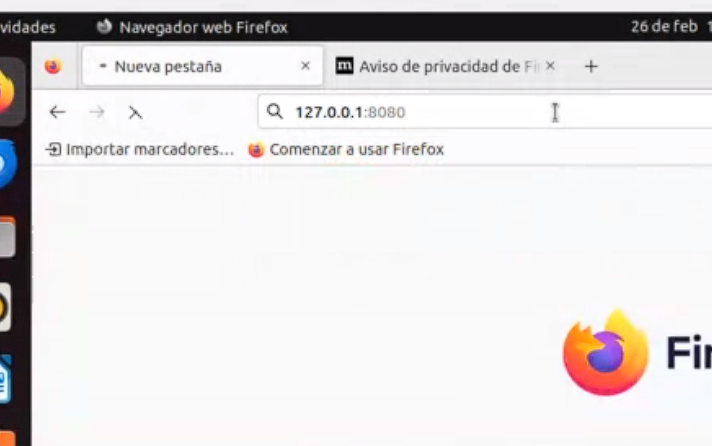 vidades Navegador web Firefox 26 de feb
Nueva pestaña × m Aviso de privacidad de Fi × +
127.0.0.1:8080
Importar marcadores... Comenzar a usar Firefox
Fir